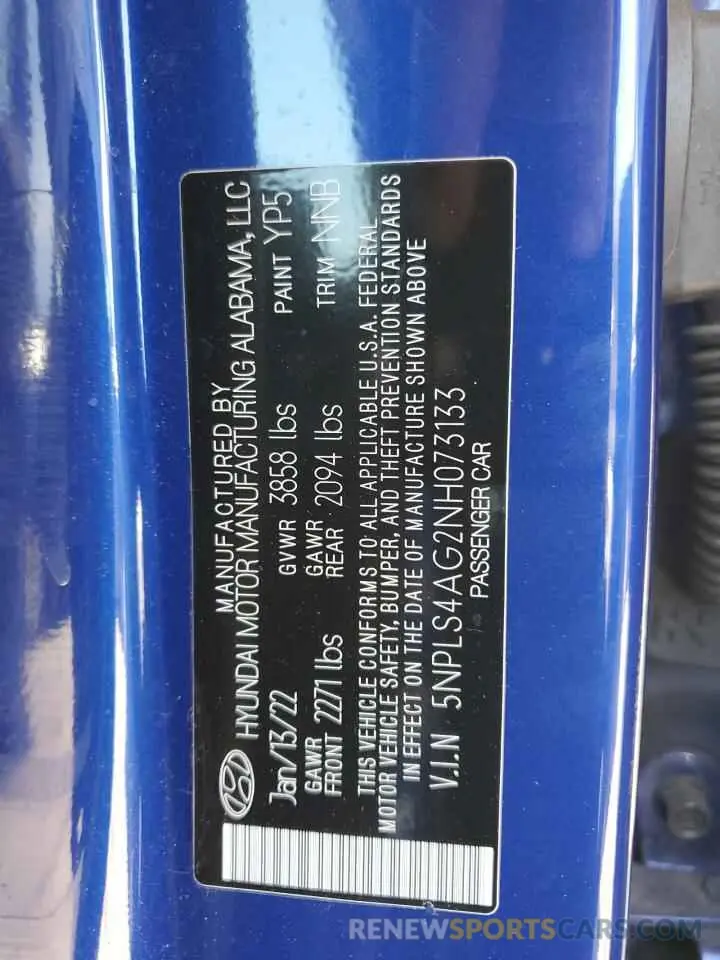 MANUFACTURED BY
HYUNDAI MOTOR MANUFACTURING ALABAMA, LLC
Jan/13/22 GVWR 3858 lbs PAINT YP5
GAWR FRONT 2271 lbs GAWR REAR 2094 lbs TRIM NNB
THIS VEHICLE CONFORMS TO ALL APPLICABLE U.S.A. FEDERAL
MOTOR VEHICLE SAFETY, BUMPER, AND THEFT PREVENTION STANDARDS
IN EFFECT ON THE DATE OF MANUFACTURE SHOWN ABOVE
V.I.N 5NPLS4AG2NH073133
PASSENGER CAR
RENEWSPORTSCARS.COM